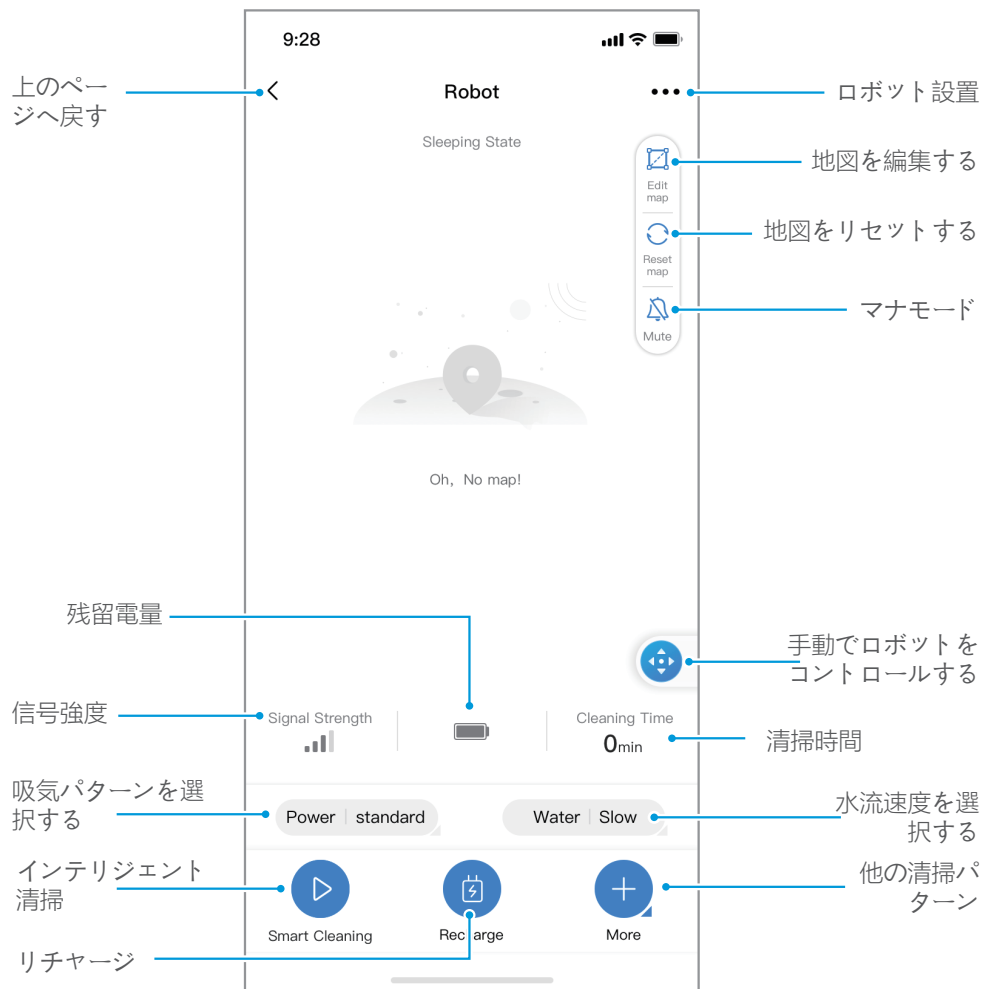 9:28
上のペー
ジへ戻す
Robot
ロボット設置
Sleeping State
地図を編集する
Edit
map
地図をリセットする
Reset
map
マナモード
Mute
Oh, No map!
残留電量
手動でロボットを
コントロールする
信号強度
Signal Strength
Cleaning Time
0min
清掃時間
吸気パターンを選
択する
Power standard
Water Slow
水流速度を選
択する
インテリジェント
清掃
他の清掃パ
ターン
Smart Cleaning
Recharge
More
リチャージ